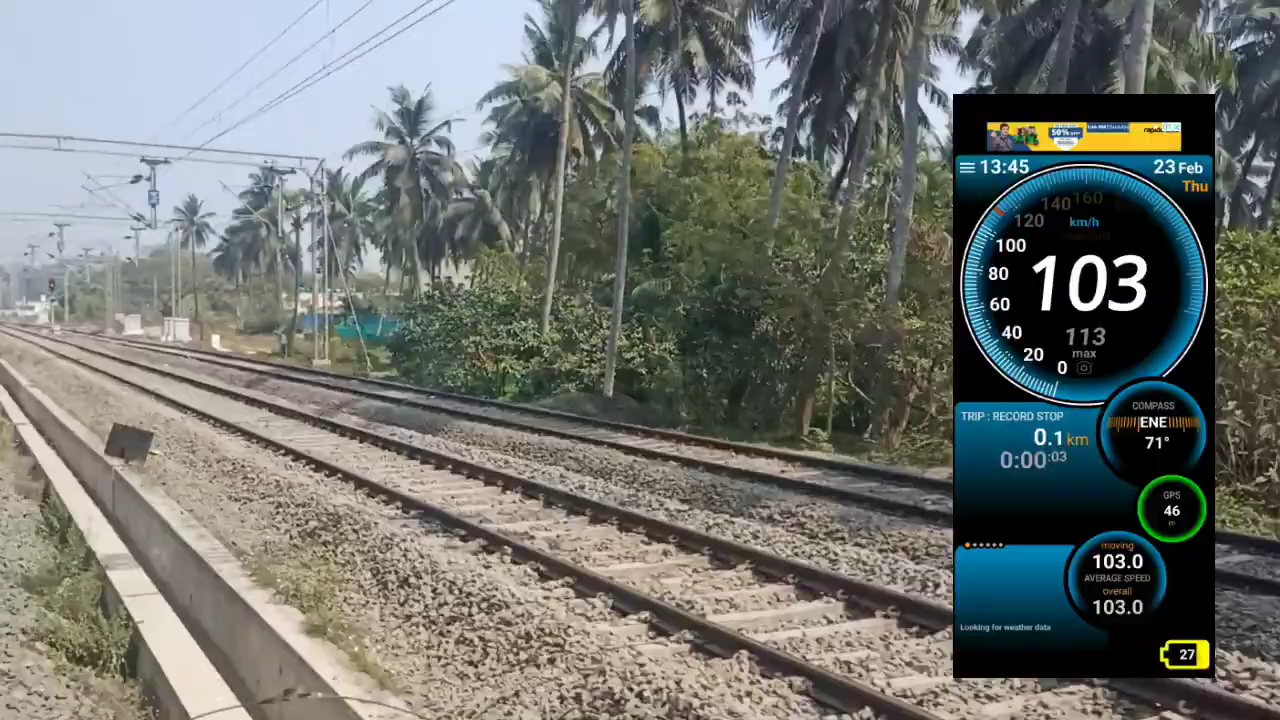 50%
rapido
13:45
23 Feb
Thu
140 160
120
km/h
100
80
60
40
20
0
103
113
max
TRIP : RECORD STOP
0.1 km
0:00:03
COMPASS
ENE
71°
GPS
46
m
moving
103.0
AVERAGE SPEED
overall
103.0
Looking for weather data
27